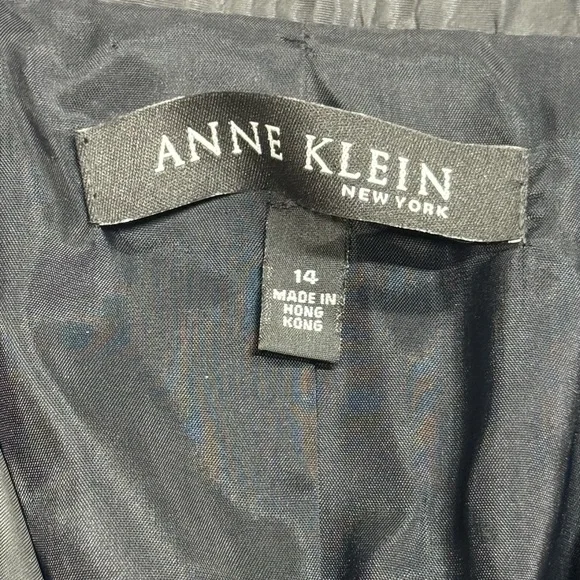 ANNE KLEIN
NEW YORK
14
MADE IN
HONG
KONG